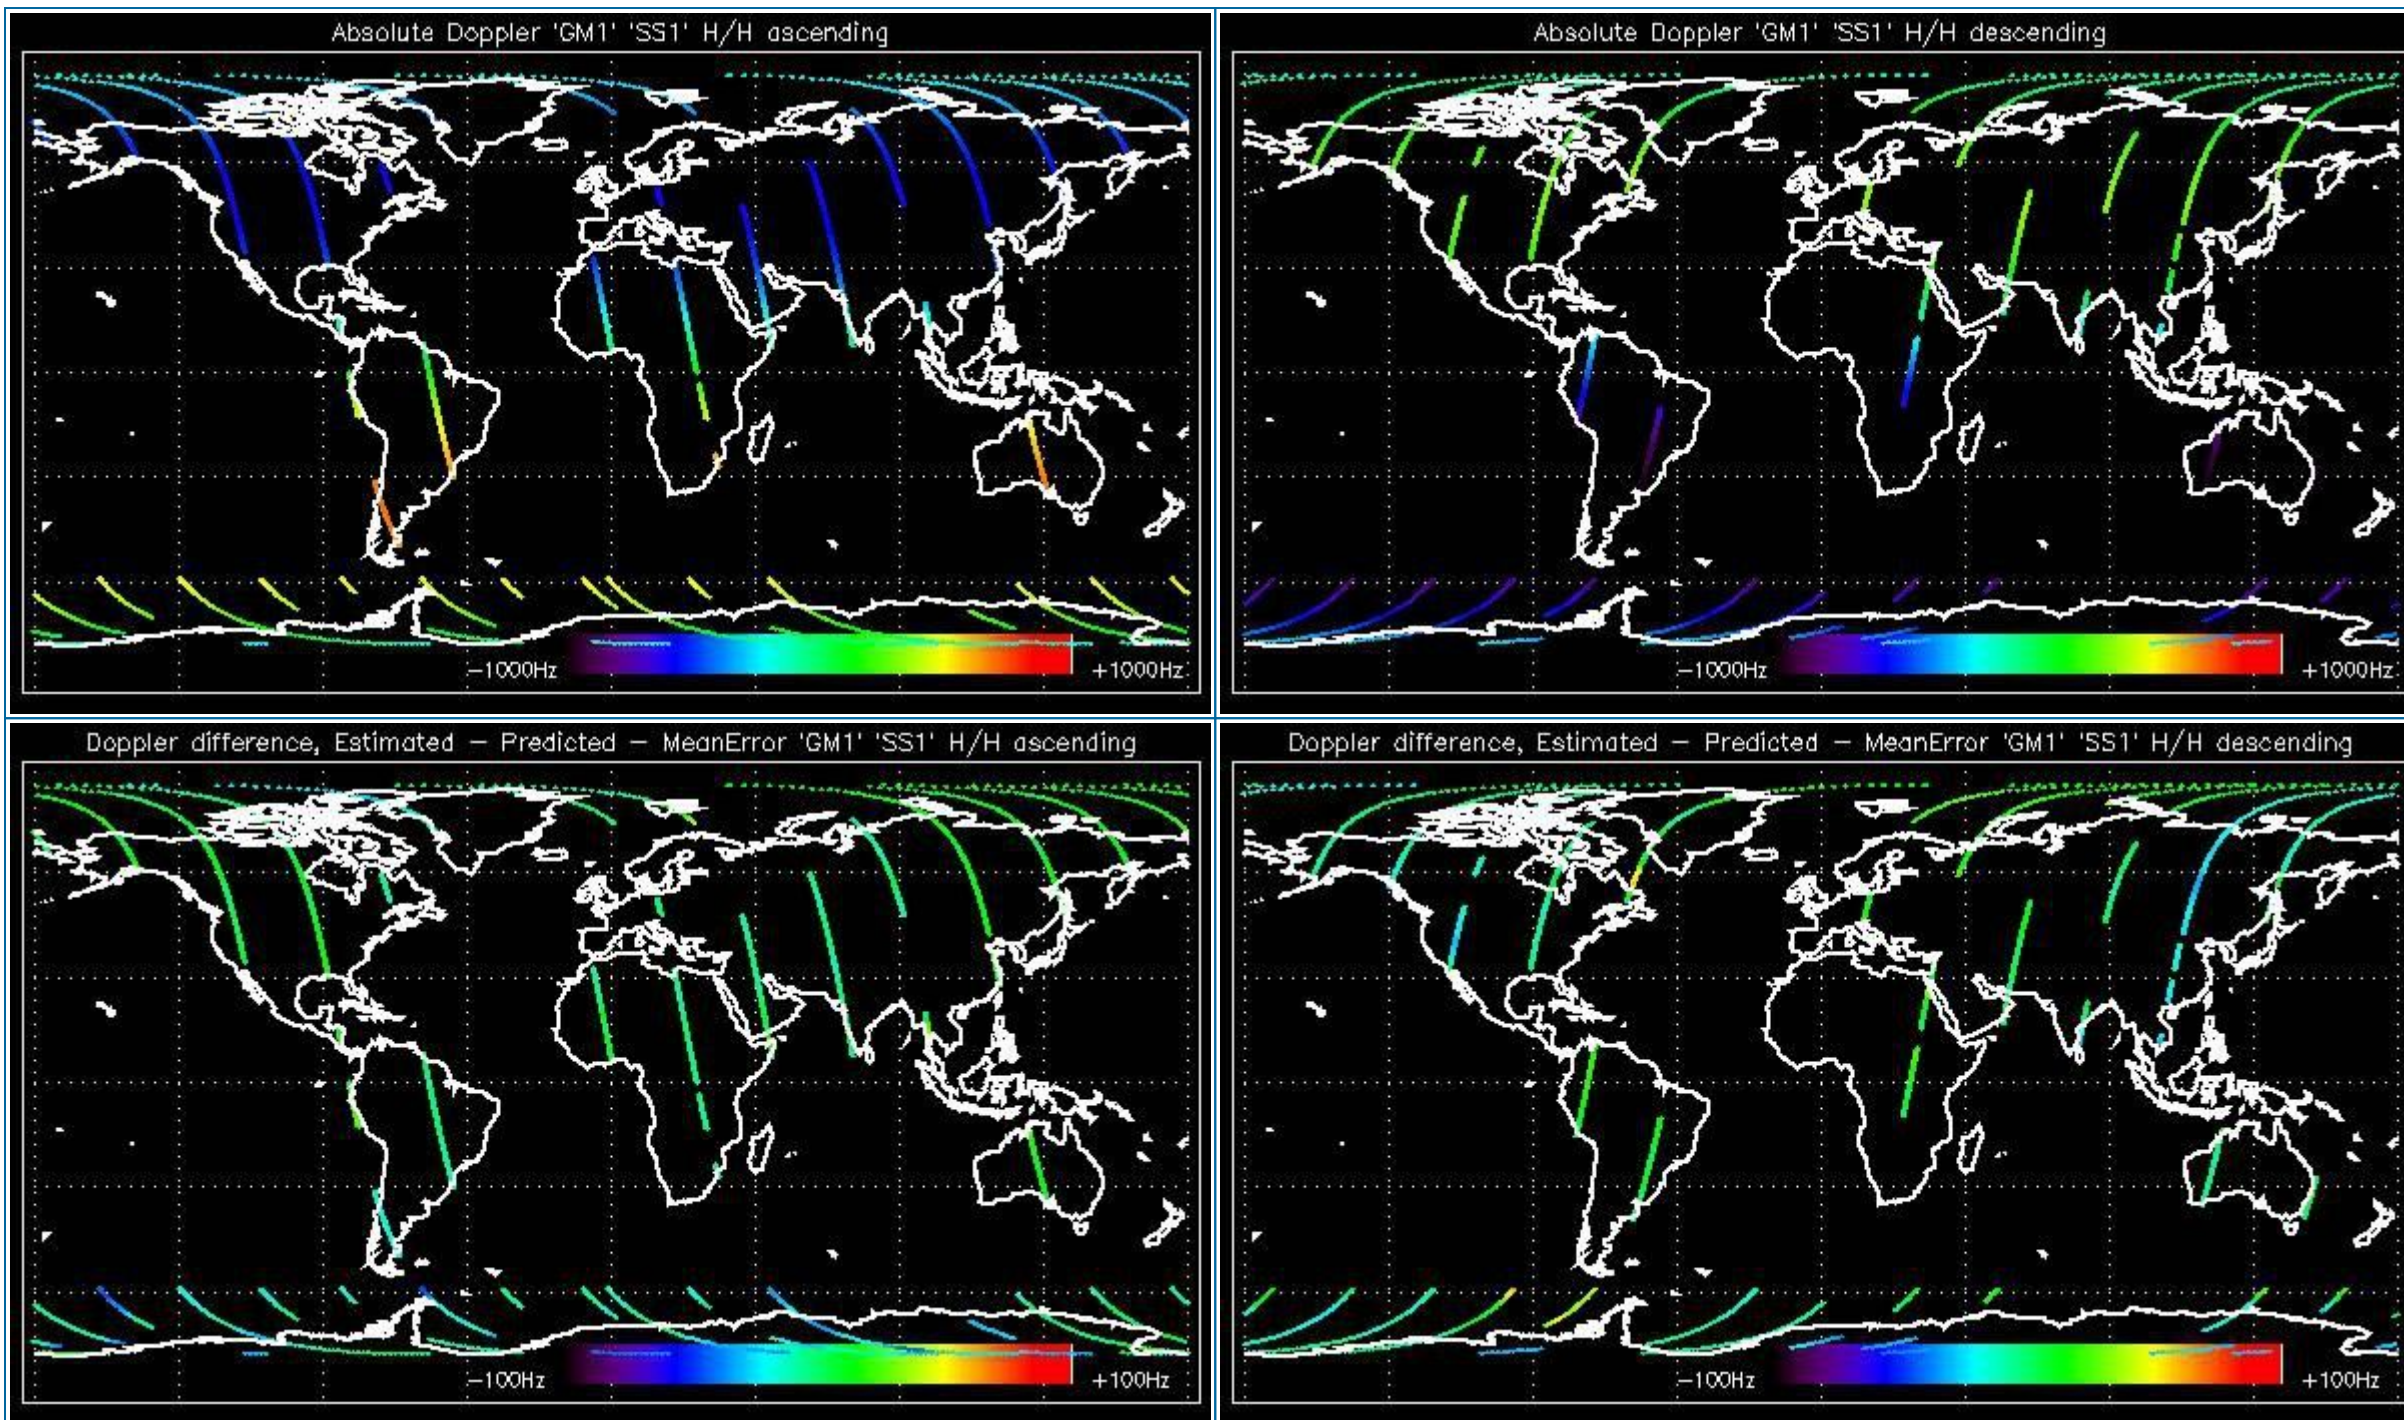 Absolute Doppler 'GM1' 'SS1' H/H ascending
-1000Hz
+1000Hz
Absolute Doppler 'GM1' 'SS1' H/H descending
-1000Hz
+1000Hz
Doppler difference, Estimated - Predicted - MeanError 'GM1' 'SS1' H/H ascending
-100Hz
+100Hz
Doppler difference, Estimated - Predicted - MeanError 'GM1' 'SS1' H/H descending
-100Hz
+100Hz